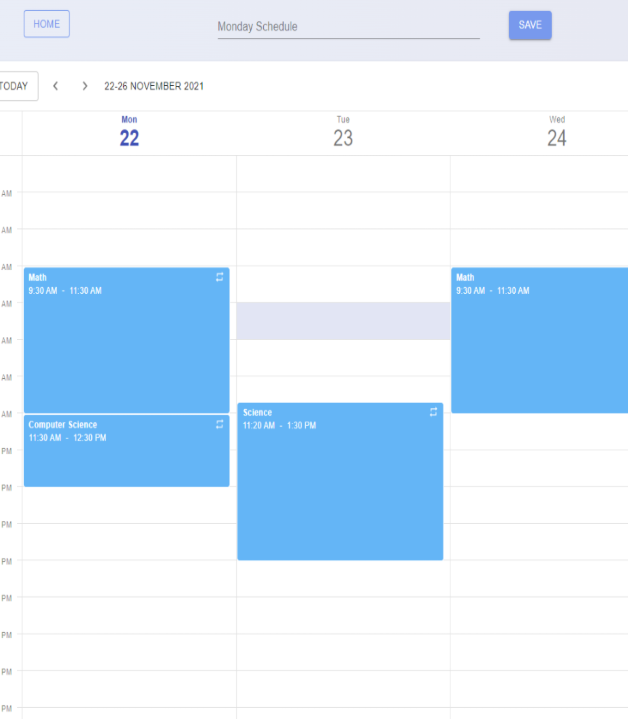 HOME
Monday Schedule
SAVE
TODAY
22-26 NOVEMBER 2021
Mon
22
Tue
23
Wed
24
AM
AM
AM
AM
AM
AM
AM
PM
PM
PM
PM
PM
PM
PM
PM
Math
9:30 AM - 11:30 AM
Computer Science
11:30 AM - 12:30 PM
Science
11:20 AM - 1:30 PM
Math
9:30 AM - 11:30 AM